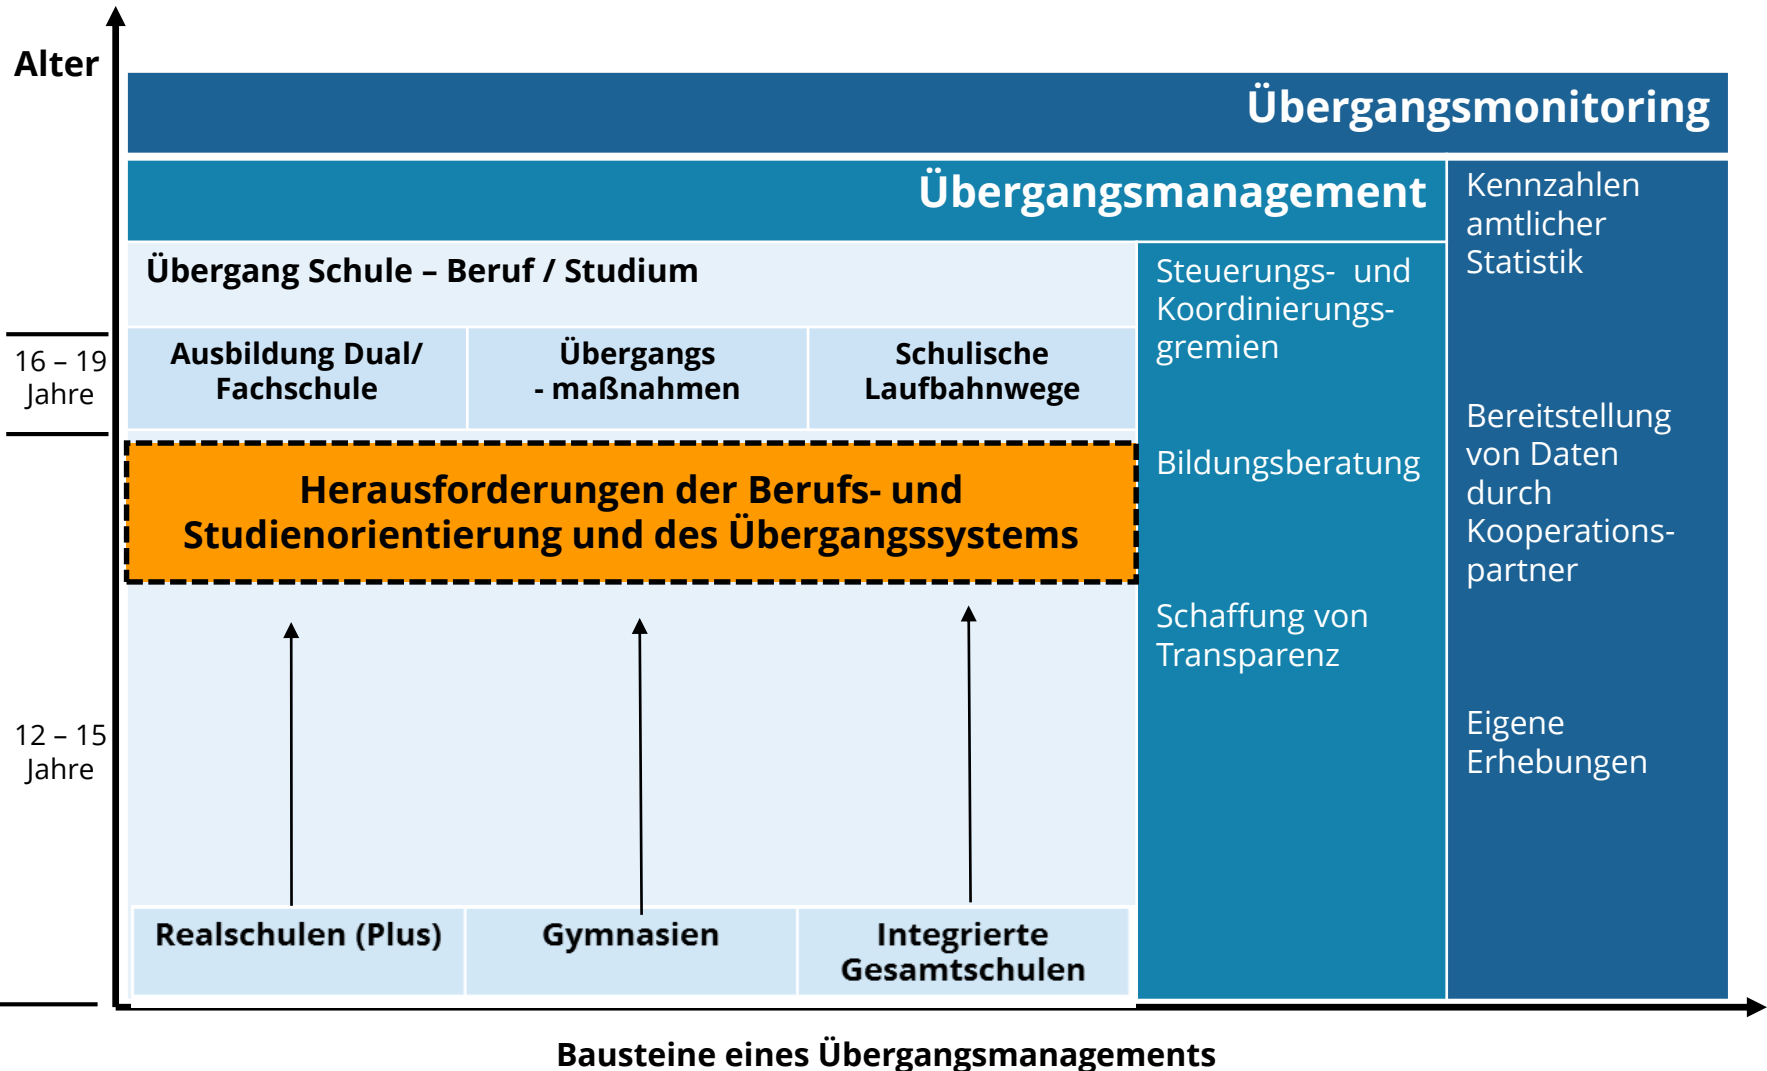 Alter
Übergangsmonitoring
Übergangsmanagement
Kennzahlen
amtlicher
Statistik
Übergang Schule – Beruf / Studium
Steuerungs- und
Koordinierungs-
gremien
16 – 19
Jahre
Ausbildung Dual/
Fachschule
Übergangs
- maßnahmen
Schulische
Laufbahnwege
Bereitstellung
von Daten
durch
Kooperations-
partner
Herausforderungen der Berufs- und
Studienorientierung und des Übergangssystems
Bildungsberatung
Schaffung von
Transparenz
12 – 15
Jahre
Eigene
Erhebungen
Realschulen (Plus)
Gymnasien
Integrierte
Gesamtschulen
Bausteine eines Übergangsmanagements